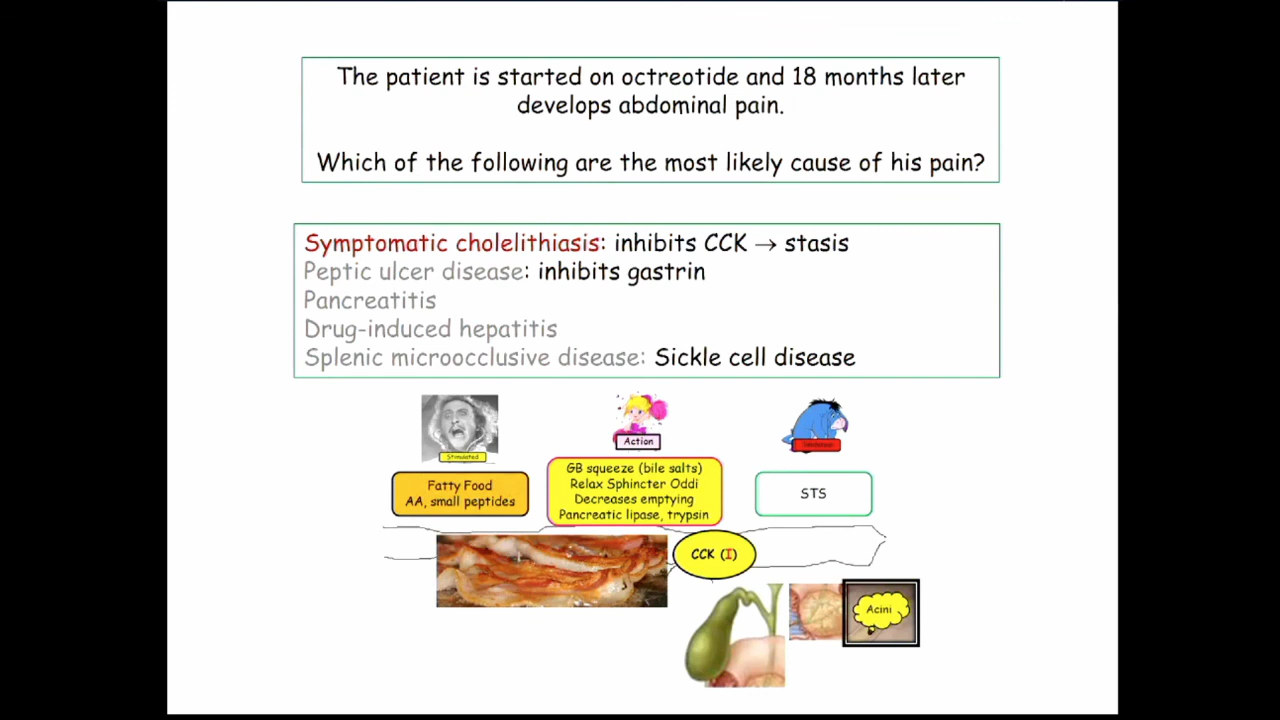 The patient is started on octreotide and 18 months later
develops abdominal pain.
Which of the following are the most likely cause of his pain?
Symptomatic cholelithiasis: inhibits CCK → stasis
Peptic ulcer disease: inhibits gastrin
Pancreatitis
Drug-induced hepatitis
Splenic microocclusive disease: Sickle cell disease
Stimulated
Action
Fatty Food
AA, small peptides
GB squeeze (bile salts)
Relax Sphincter Oddi
Decreases emptying
Pancreatic lipase, trypsin
STS
CCK (I)
Acini